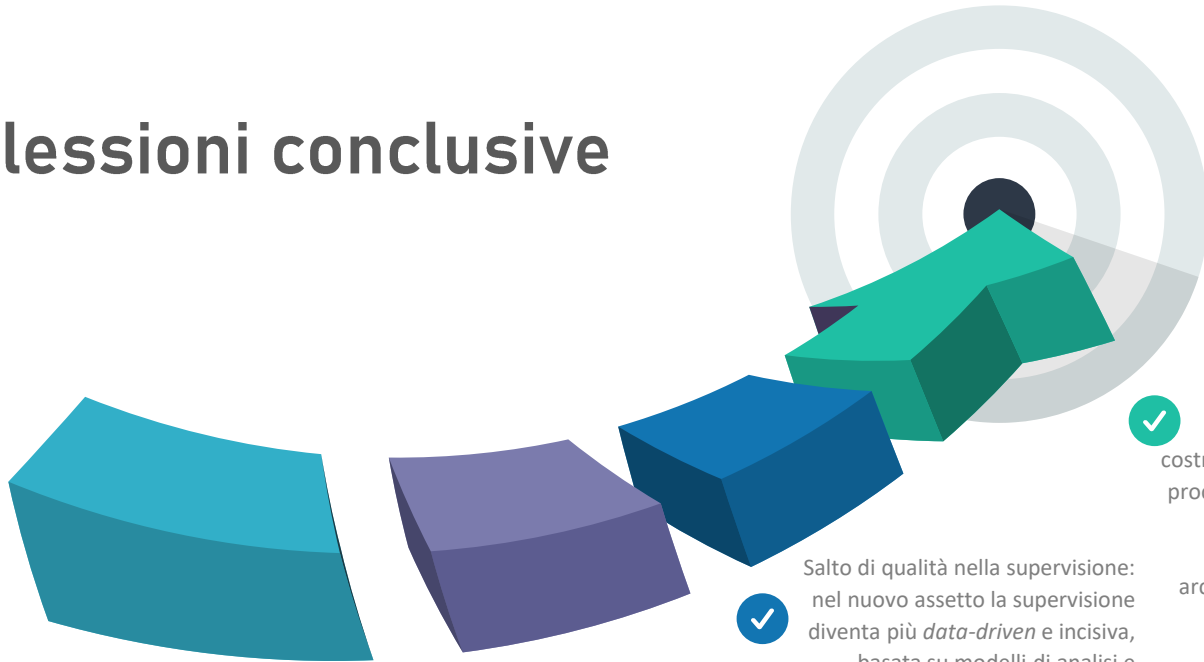 lessioni conclusive
Salto di qualità nella supervisione:
nel nuovo assetto la supervisione
diventa più data-driven e incisiva,